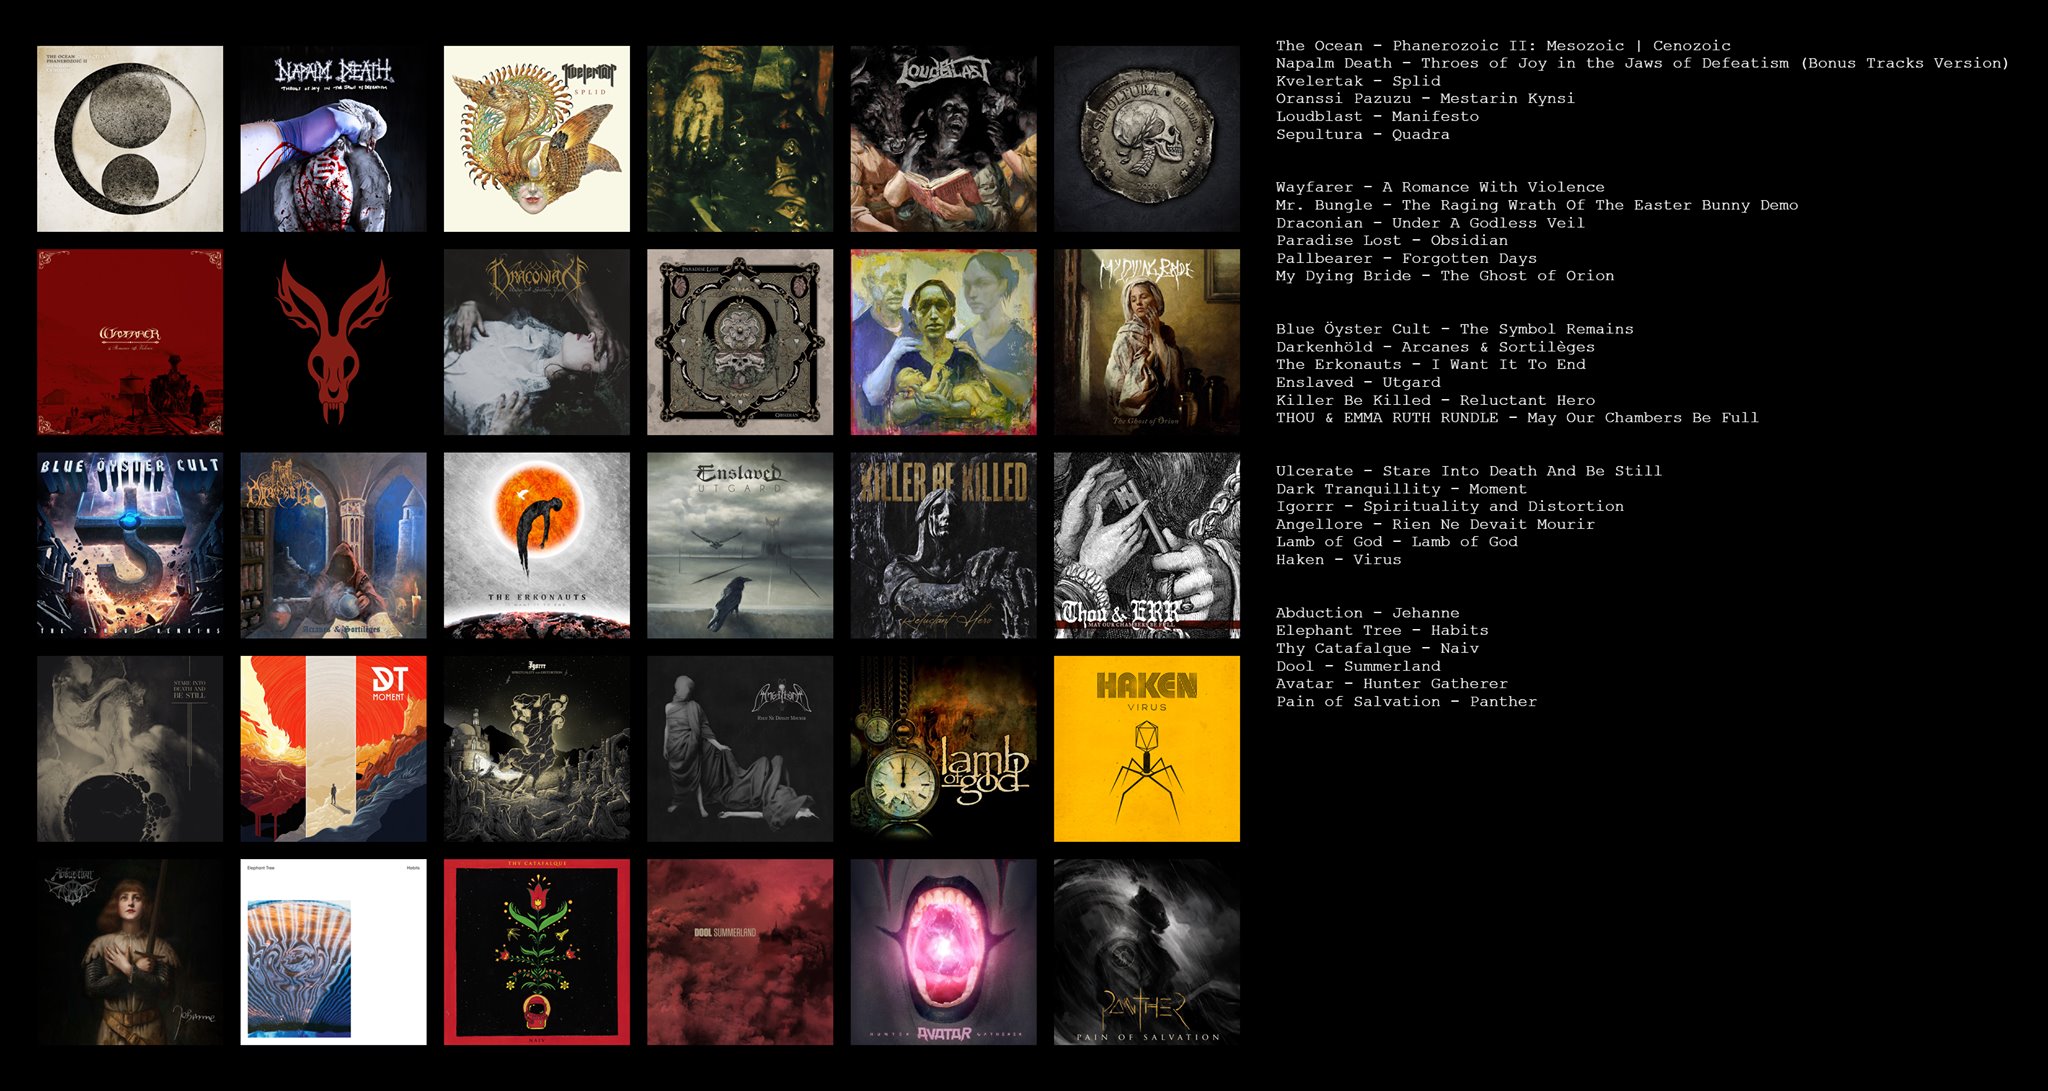 THE OCEAN
PHANEROZOIC II
NAPALM DEATH
THROES OF JOY IN THE JAWS OF DEFEATISM
KVELERTAK
SPLID
LOUDBLAST
SEPULTURA
2020
WAYFARER
A Romance With Violence
DRACONIAN
Under A Godless Veil
PARADISE LOST
OBSIDIAN
MY DYING BRIDE
The Ghost of Orion
BLUE ÖYSTER CULT
THE SYMBOL REMAINS
Arcanes & Sortilèges
THE ERKONAUTS
I WANT IT TO END
Enslaved
UTGARD
KILLER BE KILLED
Reluctant Hero
Thou & ERR
MAY OUR CHAMBERS BE FULL
STARE INTO
DEATH AND
BE STILL
DT
MOMENT
Igorrr
SPIRITUALITY AND DISTORTION
ANGELLORE
RIEN NE DEVAIT MOURIR
lamb
of
god
HAKEN
VIRUS
Abduction
Jehanne
Elephant Tree
Habits
THY CATAFALQUE
NAIV
DOOL SUMMERLAND
HUNTER AVATAR GATHERER
PANTHER
PAIN OF SALVATION
The Ocean - Phanerozoic II: Mesozoic | Cenozoic
Napalm Death - Throes of Joy in the Jaws of Defeatism (Bonus Tracks Version)
Kvelertak - Splid
Oranssi Pazuzu - Mestarin Kynsi
Loudblast - Manifesto
Sepultura - Quadra
Wayfarer - A Romance With Violence
Mr. Bungle - The Raging Wrath Of The Easter Bunny Demo
Draconian - Under A Godless Veil
Paradise Lost - Obsidian
Pallbearer - Forgotten Days
My Dying Bride - The Ghost of Orion
Blue Öyster Cult - The Symbol Remains
Darkenhöld - Arcanes & Sortilèges
The Erkonauts - I Want It To End
Enslaved - Utgard
Killer Be Killed - Reluctant Hero
THOU & EMMA RUTH RUNDLE - May Our Chambers Be Full
Ulcerate - Stare Into Death And Be Still
Dark Tranquillity - Moment
Igorrr - Spirituality and Distortion
Angellore - Rien Ne Devait Mourir
Lamb of God - Lamb of God
Haken - Virus
Abduction - Jehanne
Elephant Tree - Habits
Thy Catafalque - Naiv
Dool - Summerland
Avatar - Hunter Gatherer
Pain of Salvation - Panther